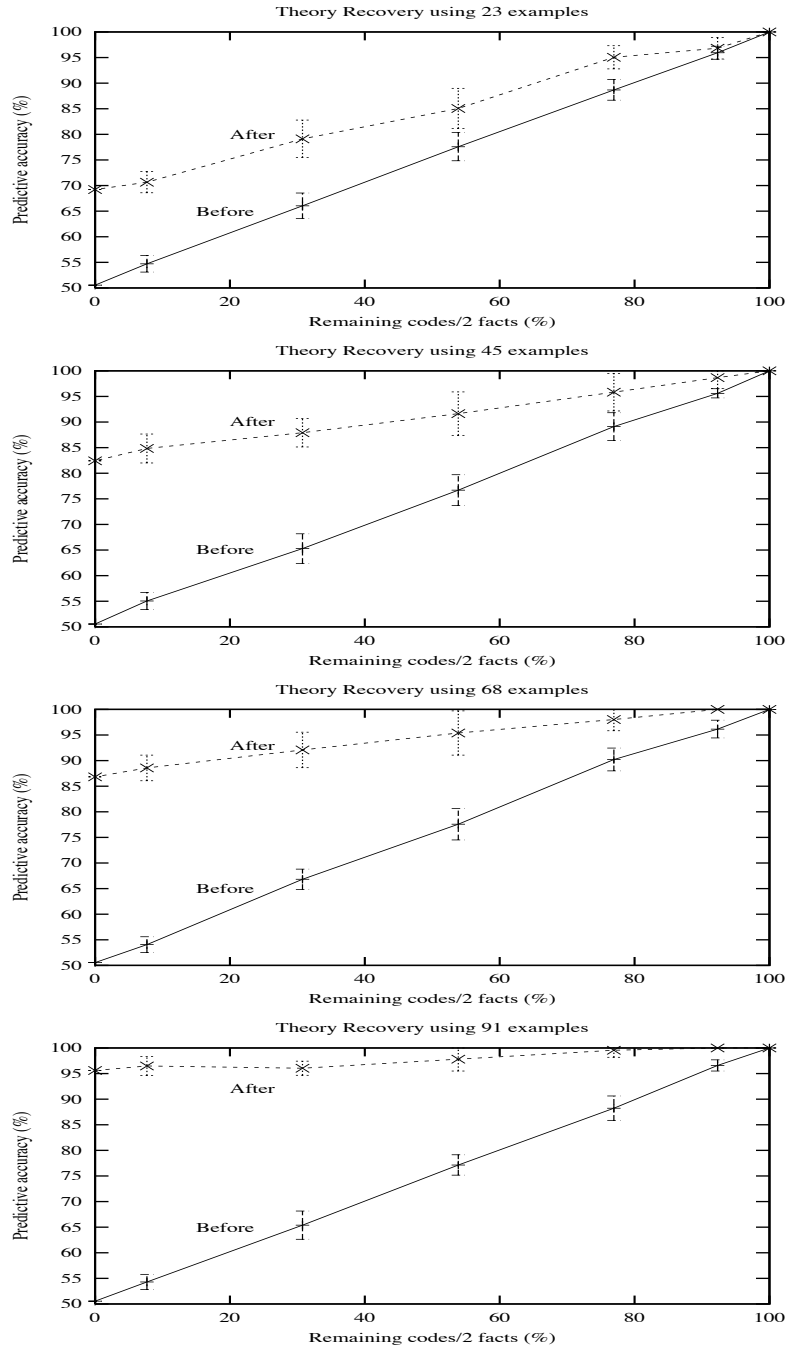 Theory Recovery using 23 examples
Predictive accuracy (%)
100
95
90
85
80
75
70
65
60
55
50
After
Before
0 20 40 60 80 100
Remaining codes/2 facts (%)
Theory Recovery using 45 examples
Predictive accuracy (%)
100
95
90
85
80
75
70
65
60
55
50
After
Before
0 20 40 60 80 100
Remaining codes/2 facts (%)
Theory Recovery using 68 examples
Predictive accuracy (%)
100
95
90
85
80
75
70
65
60
55
50
After
Before
0 20 40 60 80 100
Remaining codes/2 facts (%)
Theory Recovery using 91 examples
Predictive accuracy (%)
100
95
90
85
80
75
70
65
60
55
50
After
Before
0 20 40 60 80 100
Remaining codes/2 facts (%)